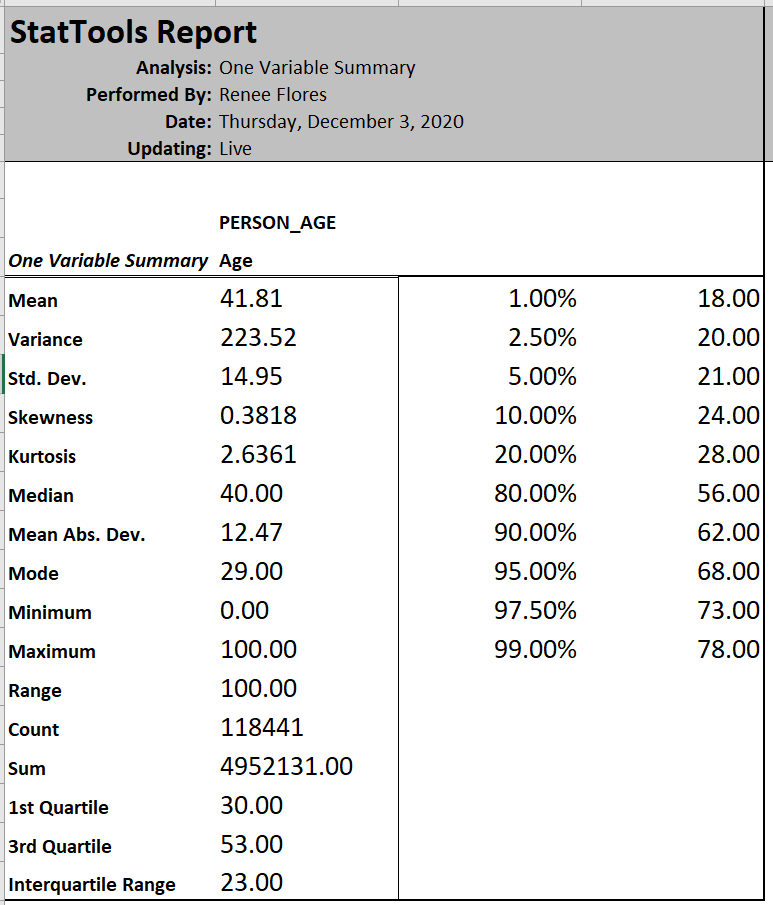 StatTools Report
Analysis: One Variable Summary
Performed By: Renee Flores
Date: Thursday, December 3, 2020
Updating: Live
PERSON_AGE
One Variable Summary Age
Mean 41.81 1.00% 18.00
Variance 223.52 2.50% 20.00
Std. Dev. 14.95 5.00% 21.00
Skewness 0.3818 10.00% 24.00
Kurtosis 2.6361 20.00% 28.00
Median 40.00 80.00% 56.00
Mean Abs. Dev. 12.47 90.00% 62.00
Mode 29.00 95.00% 68.00
Minimum 0.00 97.50% 73.00
Maximum 100.00 99.00% 78.00
Range 100.00
Count 118441
Sum 4952131.00
1st Quartile 30.00
3rd Quartile 53.00
Interquartile Range 23.00